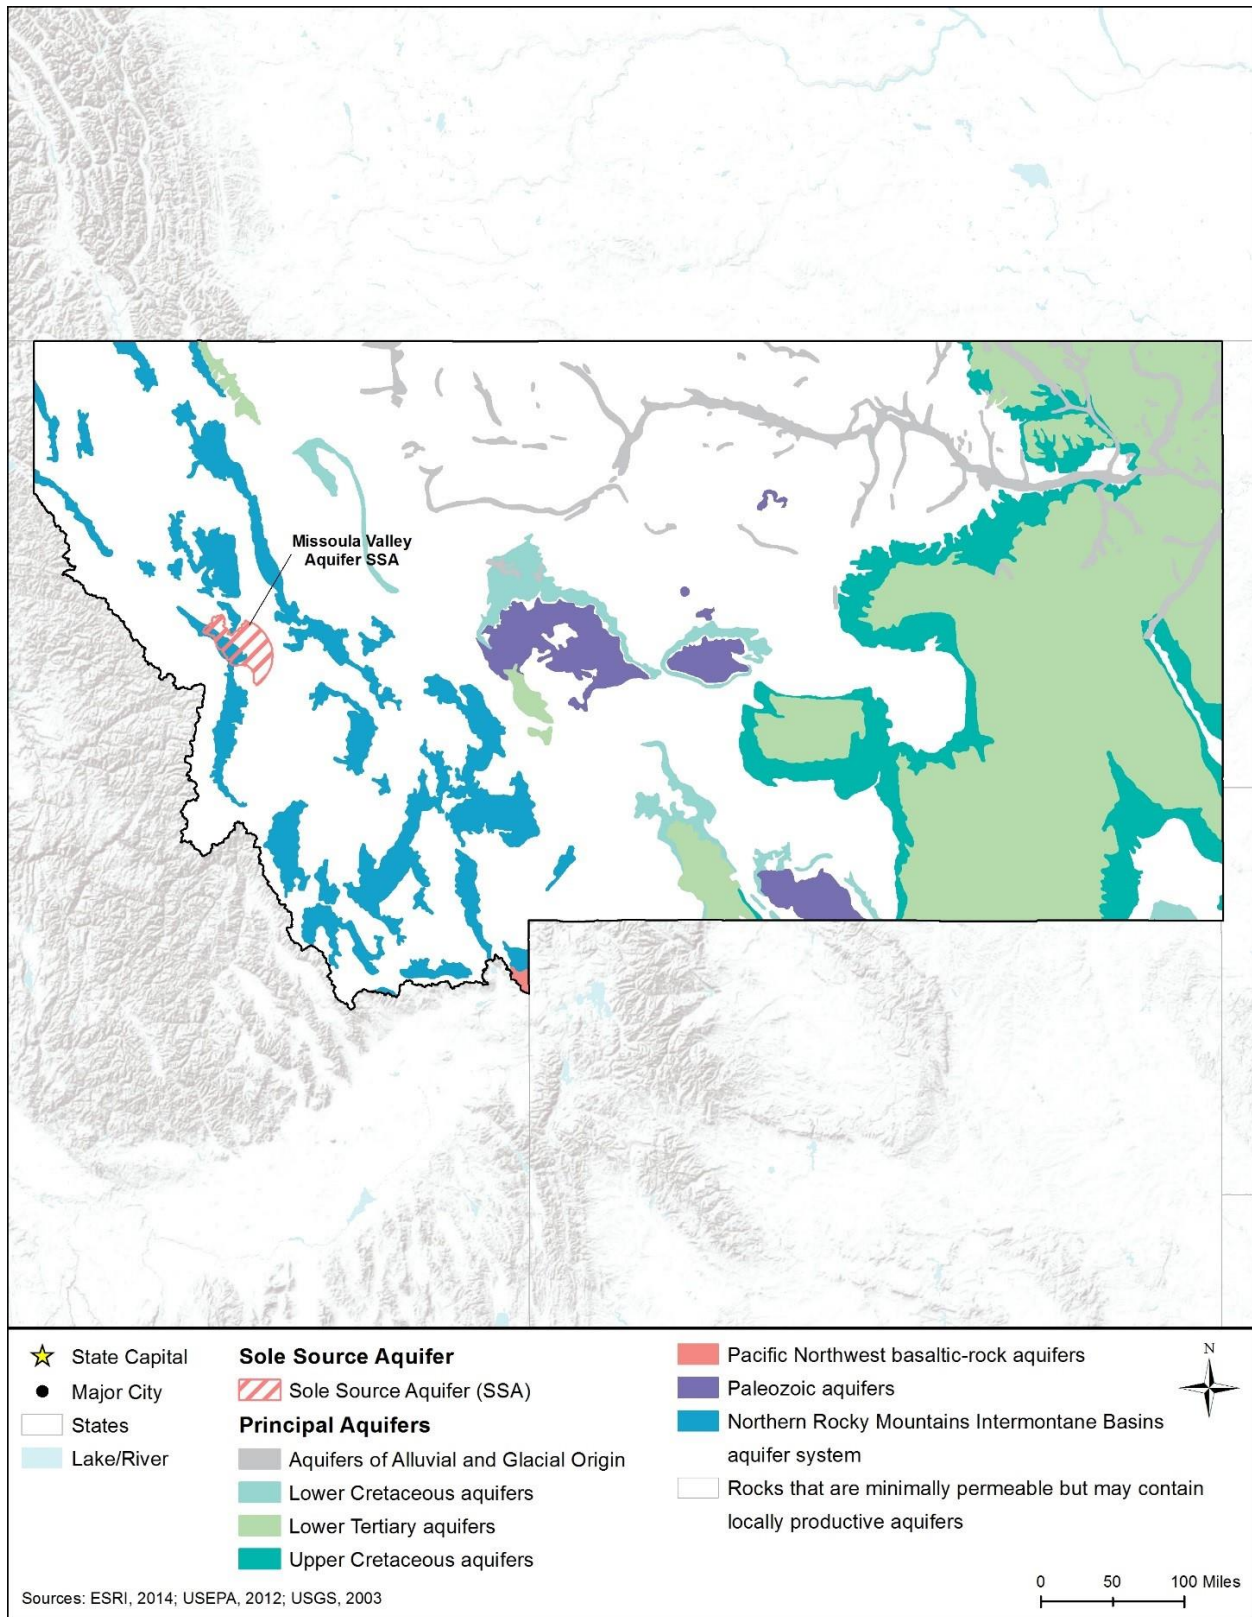 Missoula Valley
Aquifer SSA
State Capital
Major City
States
Lake/River
Sole Source Aquifer
Sole Source Aquifer (SSA)
Principal Aquifers
Aquifers of Alluvial and Glacial Origin
Lower Cretaceous aquifers
Lower Tertiary aquifers
Upper Cretaceous aquifers
Pacific Northwest basaltic-rock aquifers
Paleozoic aquifers
Northern Rocky Mountains Intermontane Basins
aquifer system
Rocks that are minimally permeable but may contain
locally productive aquifers
N
0 50 100 Miles
Sources: ESRI, 2014; USEPA, 2012; USGS, 2003